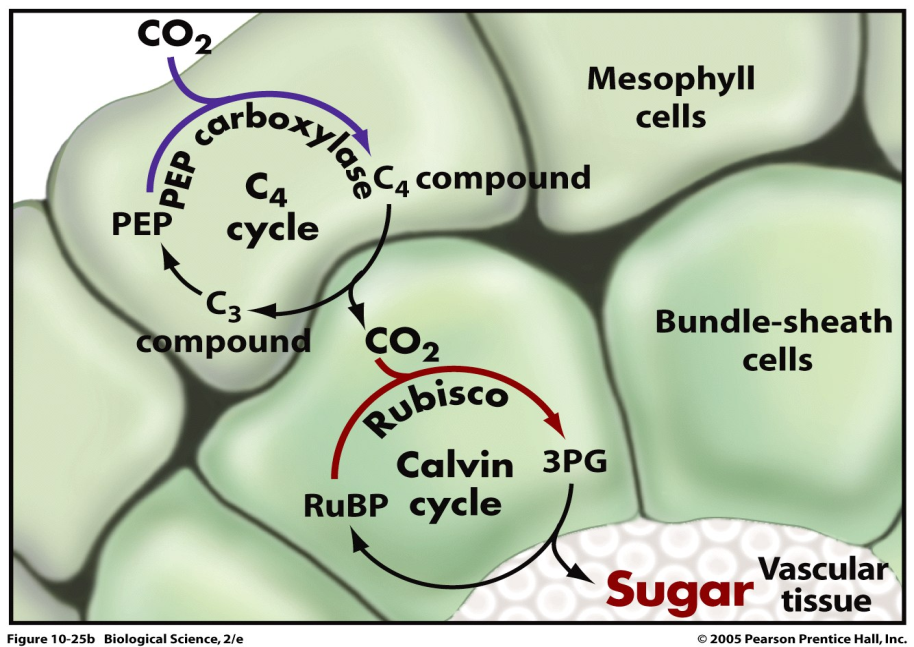 CO₂
Mesophyll
cells
PEP carboxylase
C₄
cycle
C₄ compound
PEP
C₃
compound
CO₂
Bundle-sheath
cells
Rubisco
Calvin
cycle
3PG
RuBP
Sugar
Vascular
tissue
Figure 10-25b Biological Science, 2/e
© 2005 Pearson Prentice Hall, Inc.